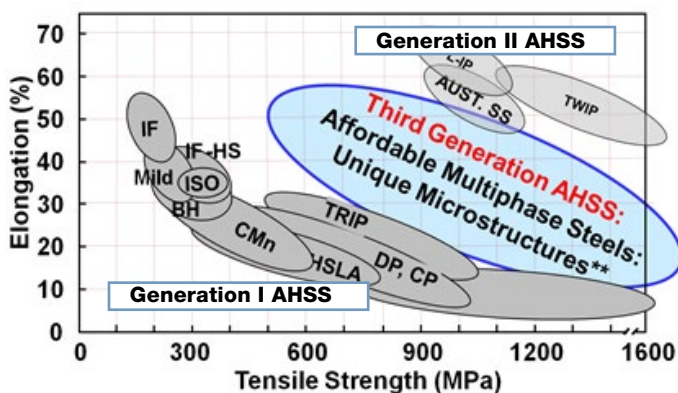 Generation II AHSS
L-IP
AUST. SS
TWIP
Third Generation AHSS:
Affordable Multiphase Steels:
Unique Microstructures**
IF
IF-HS
Mild
ISO
BH
CMn
TRIP
DP, CP
HSLA
Generation I AHSS
Elongation (%)
70
60
50
40
30
20
10
0
0 300 600 900 1200 1600
Tensile Strength (MPa)